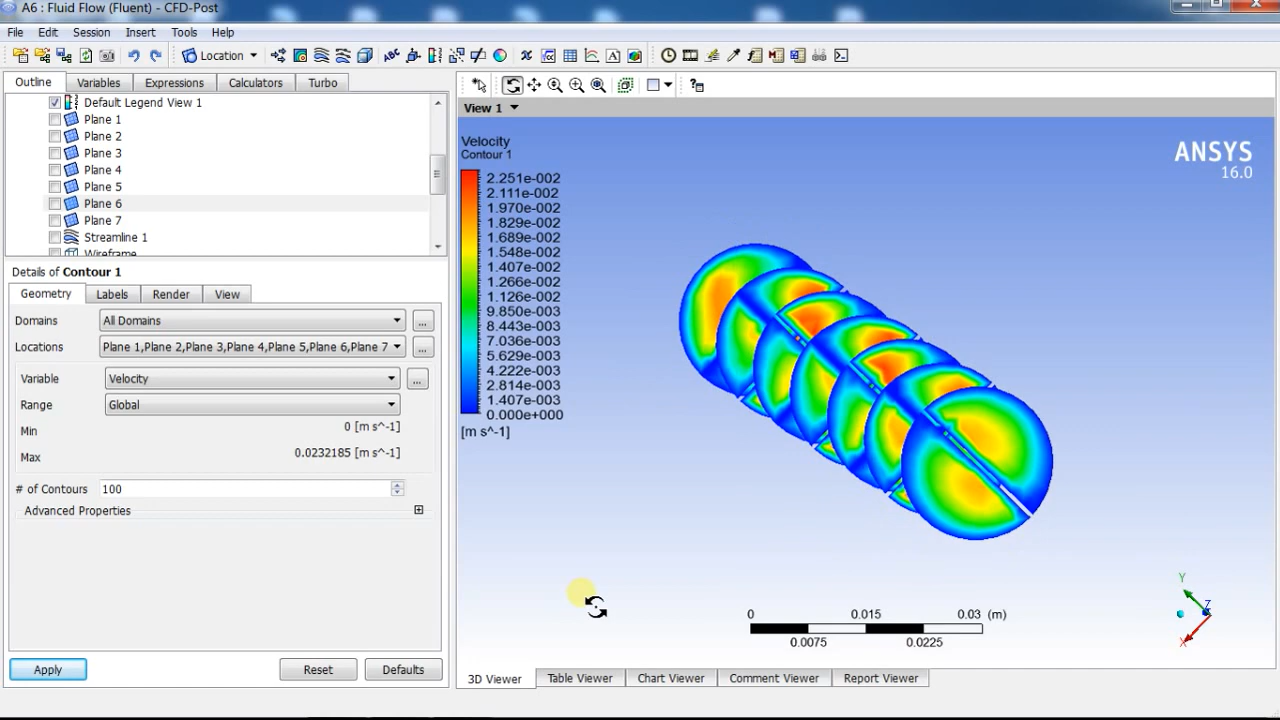 A6 : Fluid Flow (Fluent) - CFD-Post
File Edit Session Insert Tools Help
Location
Outline Variables Expressions Calculators Turbo
Default Legend View 1
Plane 1
Plane 2
Plane 3
Plane 4
Plane 5
Plane 6
Plane 7
Streamline 1
Wireframe
Details of Contour 1
Geometry Labels Render View
Domains All Domains ...
Locations Plane 1,Plane 2,Plane 3,Plane 4,Plane 5,Plane 6,Plane 7 ...
Variable Velocity ...
Range Global
Min 0 [m s^-1]
Max 0.0232185 [m s^-1]
# of Contours 100
Advanced Properties
Apply Reset Defaults
View 1
Velocity
Contour 1
2.251e-002
2.111e-002
1.970e-002
1.829e-002
1.689e-002
1.548e-002
1.407e-002
1.266e-002
1.126e-002
9.850e-003
8.443e-003
7.036e-003
5.629e-003
4.222e-003
2.814e-003
1.407e-003
0.000e+000
[m s^-1]
ANSYS
16.0
0 0.015 0.03 (m)
0.0075 0.0225
Y
Z
X
3D Viewer Table Viewer Chart Viewer Comment Viewer Report Viewer